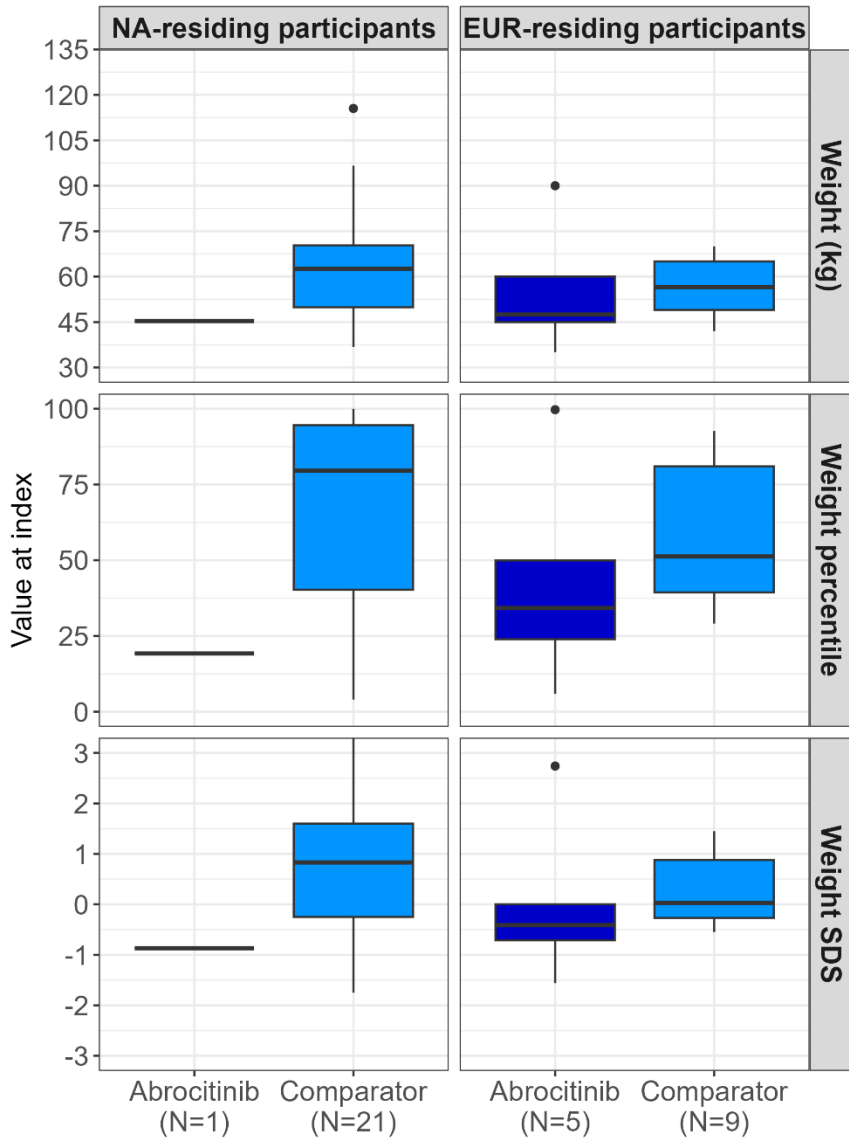 NA-residing participants
EUR-residing participants
135
120
105
90
75
60
45
30
Weight (kg)
100
75
50
25
0
Weight percentile
Value at index
3
2
1
0
-1
-2
-3
Weight SDS
Abrocitinib
(N=1)
Comparator
(N=21)
Abrocitinib
(N=5)
Comparator
(N=9)